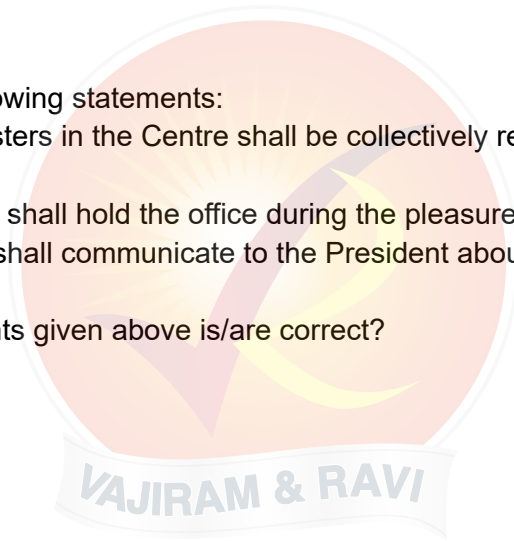 owing statements:
sters in the Centre shall be collectively re
shall hold the office during the pleasure
shall communicate to the President abou
ts given above is/are correct?
VAJIRAM & RAVI